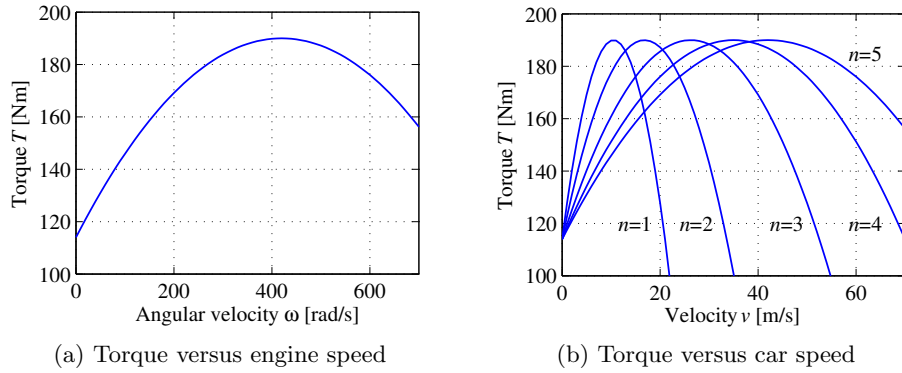 200
180
160
140
120
100
Torque T [Nm]
0 200 400 600
Angular velocity ω [rad/s]
(a) Torque versus engine speed
200
180
160
140
120
100
Torque T [Nm]
n=5
n=1 n=2 n=3 n=4
0 20 40 60
Velocity v [m/s]
(b) Torque versus car speed